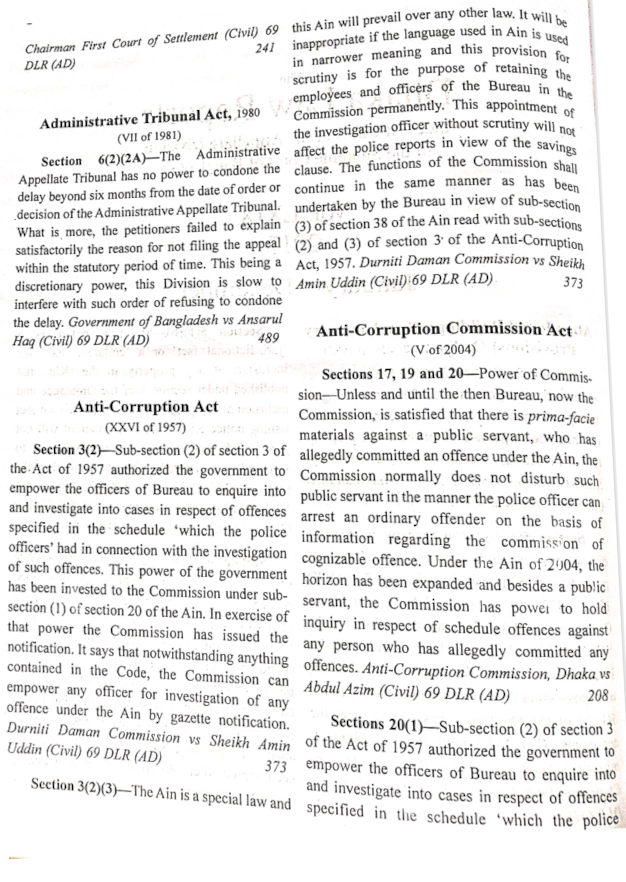 Chairman First Court of Settlement (Civil) 69
DLR (AD) 241
Administrative Tribunal Act, 1980
(VII of 1981)
Section 6(2)(2A)—The Administrative
Appellate Tribunal has no power to condone the
delay beyond six months from the date of order or
decision of the Administrative Appellate Tribunal.
What is more, the petitioners failed to explain
satisfactorily the reason for not filing the appeal
within the statutory period of time. This being a
discretionary power, this Division is slow to
interfere with such order of refusing to condone
the delay. Government of Bangladesh vs Ansarul
Haq (Civil) 69 DLR (AD) 489
Anti-Corruption Act
(XXVI of 1957)
Section 3(2)—Sub-section (2) of section 3 of
the Act of 1957 authorized the government to
empower the officers of Bureau to enquire into
and investigate into cases in respect of offences
specified in the schedule ‘which the police
officers’ had in connection with the investigation
of such offences. This power of the government
has been invested to the Commission under sub-
section (1) of section 20 of the Ain. In exercise of
that power the Commission has issued the
notification. It says that notwithstanding anything
contained in the Code, the Commission can
empower any officer for investigation of any
offence under the Ain by gazette notification.
Durniti Daman Commission vs Sheikh Amin
Uddin (Civil) 69 DLR (AD) 373
Section 3(2)(3)—The Ain is a special law and
this Ain will prevail over any other law. It will be
inappropriate if the language used in Ain is used
in narrower meaning and this provision for
scrutiny is for the purpose of retaining the
employees and officers of the Bureau in the
Commission permanently. This appointment of
the investigation officer without scrutiny will not
affect the police reports in view of the savings
clause. The functions of the Commission shall
continue in the same manner as has been
undertaken by the Bureau in view of sub-section
(3) of section 38 of the Ain read with sub-sections
(2) and (3) of section 3 of the Anti-Corruption
Act, 1957. Durniti Daman Commission vs Sheikh
Amin Uddin (Civil) 69 DLR (AD) 373
Anti-Corruption Commission Act
(V of 2004)
Sections 17, 19 and 20—Power of Commis-
sion—Unless and until the then Bureau, now the
Commission, is satisfied that there is prima-facie
materials against a public servant, who has
allegedly committed an offence under the Ain, the
Commission normally does not disturb such
public servant in the manner the police officer can
arrest an ordinary offender on the basis of
information regarding the commission of
cognizable offence. Under the Ain of 2004, the
horizon has been expanded and besides a public
servant, the Commission has power to hold
inquiry in respect of schedule offences against
any person who has allegedly committed any
offences. Anti-Corruption Commission, Dhaka vs
Abdul Azim (Civil) 69 DLR (AD) 208
Sections 20(1)—Sub-section (2) of section 3
of the Act of 1957 authorized the government to
empower the officers of Bureau to enquire into
and investigate into cases in respect of offences
specified in the schedule ‘which the police